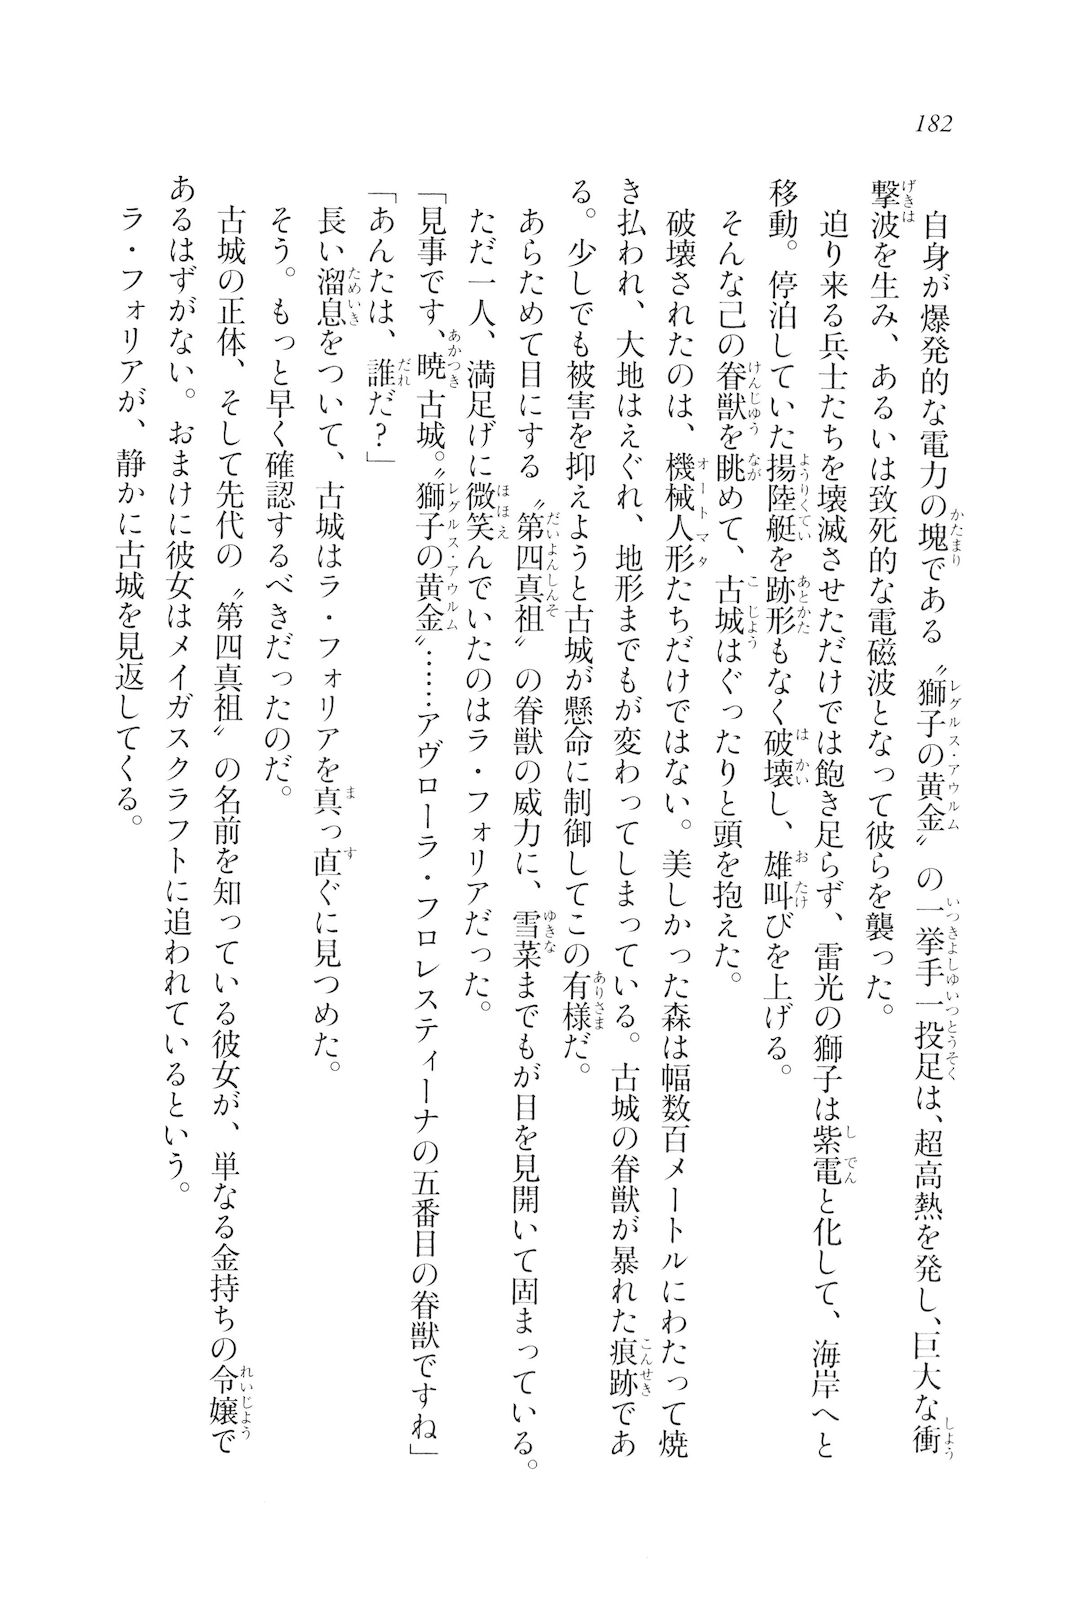 182
　自身が爆発的な電力の塊である〝獅子の黄金〟の一挙手一投足は、超高熱を発し、巨大な衝
撃波を生み、あるいは致死的な電磁波となって彼らを襲った。
　迫り来る兵士たちを壊滅させただけでは飽き足らず、雷光の獅子は紫電と化して、海岸へと
移動。停泊していた揚陸艇を跡形もなく破壊し、雄叫びを上げる。
　そんな己の眷獣を眺めて、古城はぐったりと頭を抱えた。
　破壊されたのは、機械人形たちだけではない。美しかった森は幅数百メートルにわたって焼
き払われ、大地はえぐれ、地形までもが変わってしまっている。古城の眷獣が暴れた痕跡であ
る。少しでも被害を抑えようと古城が懸命に制御してこの有様だ。
　あらためて目にする〝第四真祖〟の眷獣の威力に、雪菜までもが目を見開いて固まっている。
　ただ一人、満足げに微笑んでいたのはラ・フォリアだった。
「見事です、暁古城。〝獅子の黄金〟……アヴローラ・フロレスティーナの五番目の眷獣ですね」
「あんたは、誰だ？」
　長い溜息をついて、古城はラ・フォリアを真っ直ぐに見つめた。
　そう。もっと早く確認するべきだったのだ。
　古城の正体、そして先代の〝第四真祖〟の名前を知っている彼女が、単なる金持ちの令嬢で
あるはずがない。おまけに彼女はメイガスクラフトに追われているという。
　ラ・フォリアが、静かに古城を見返してくる。